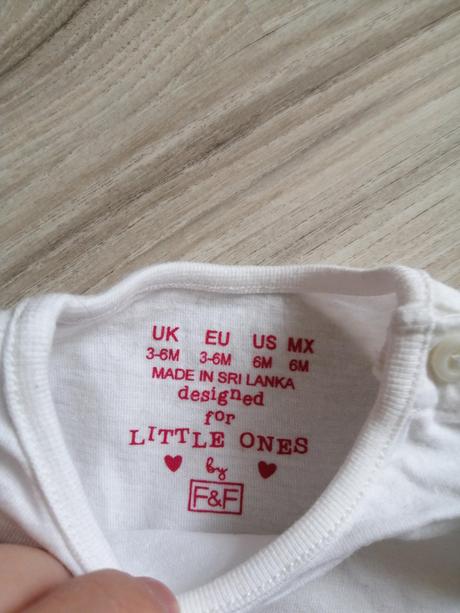 UK EU US MX
3-6M 3-6M 6M 6M
MADE IN SRI LANKA
designed
for
LITTLE ONES
by
F&F